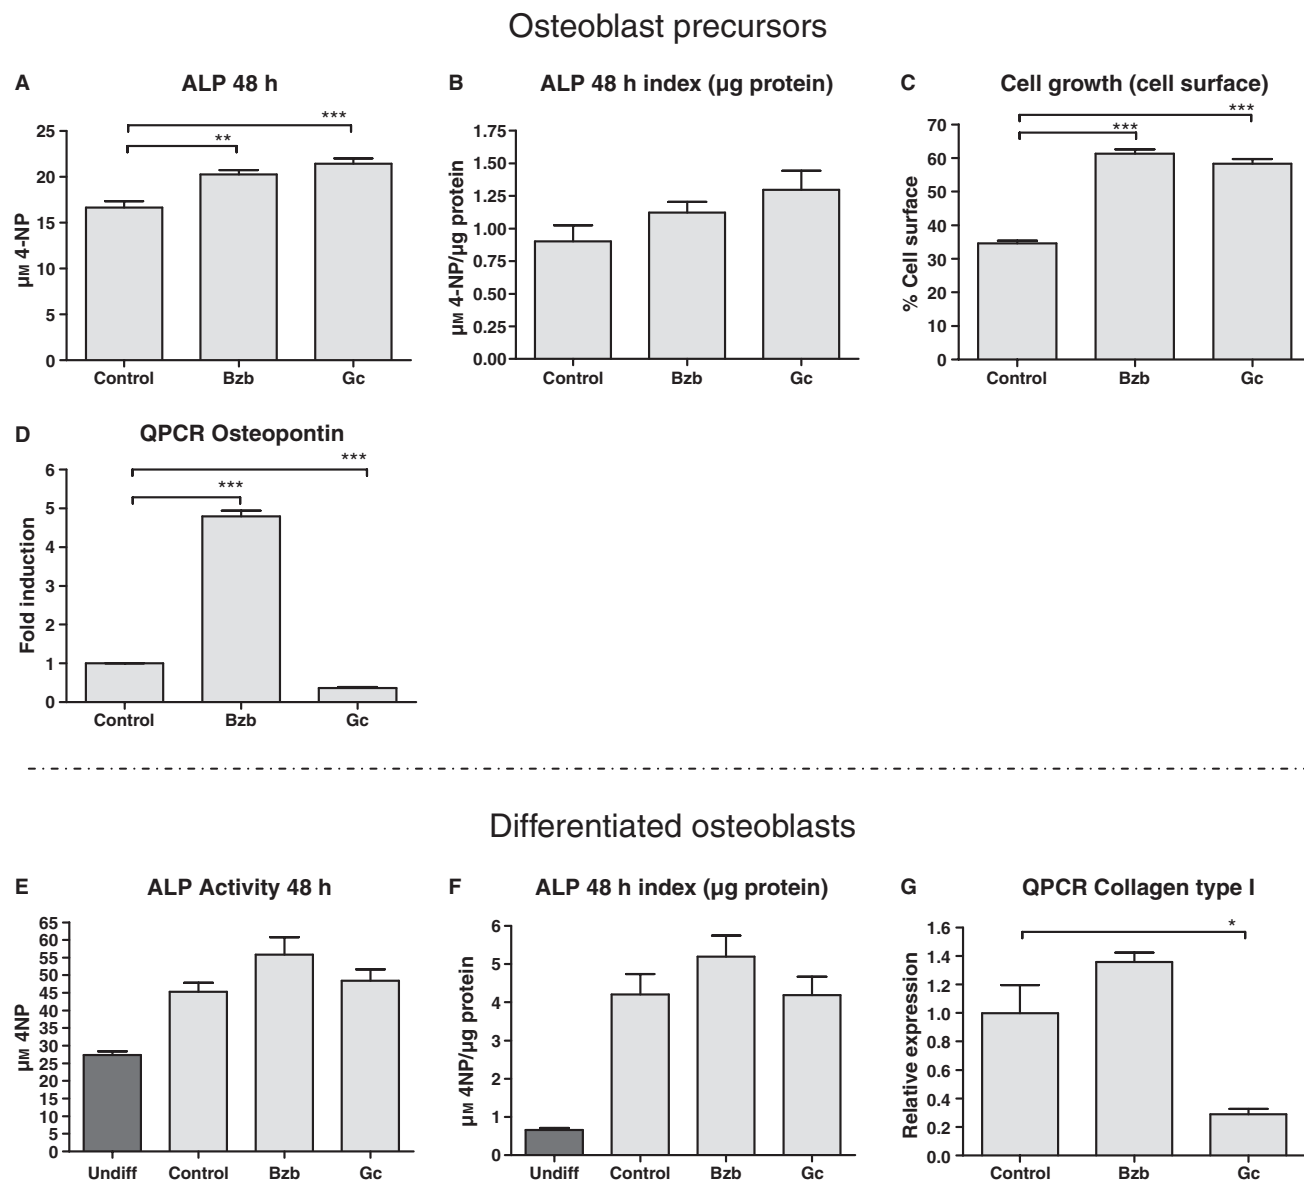 Osteoblast precursors
A
ALP 48 h
µM 4-NP
25
20
15
10
5
0
**
***
Control Bzb Gc
B
ALP 48 h index (µg protein)
µM 4-NP/µg protein
1.75
1.50
1.25
1.00
0.75
0.50
0.25
0.00
Control Bzb Gc
C
Cell growth (cell surface)
% Cell surface
70
60
50
40
30
20
10
0
***
***
Control Bzb Gc
D
QPCR Osteopontin
Fold induction
6
5
4
3
2
1
0
***
***
Control Bzb Gc
Differentiated osteoblasts
E
ALP Activity 48 h
µM 4NP
65
60
55
50
45
40
35
30
25
20
15
10
5
0
Undiff Control Bzb Gc
F
ALP 48 h index (µg protein)
µM 4NP/µg protein
6
5
4
3
2
1
0
Undiff Control Bzb Gc
G
QPCR Collagen type I
Relative expression
1.6
1.4
1.2
1.0
0.8
0.6
0.4
0.2
0.0
*
Control Bzb Gc